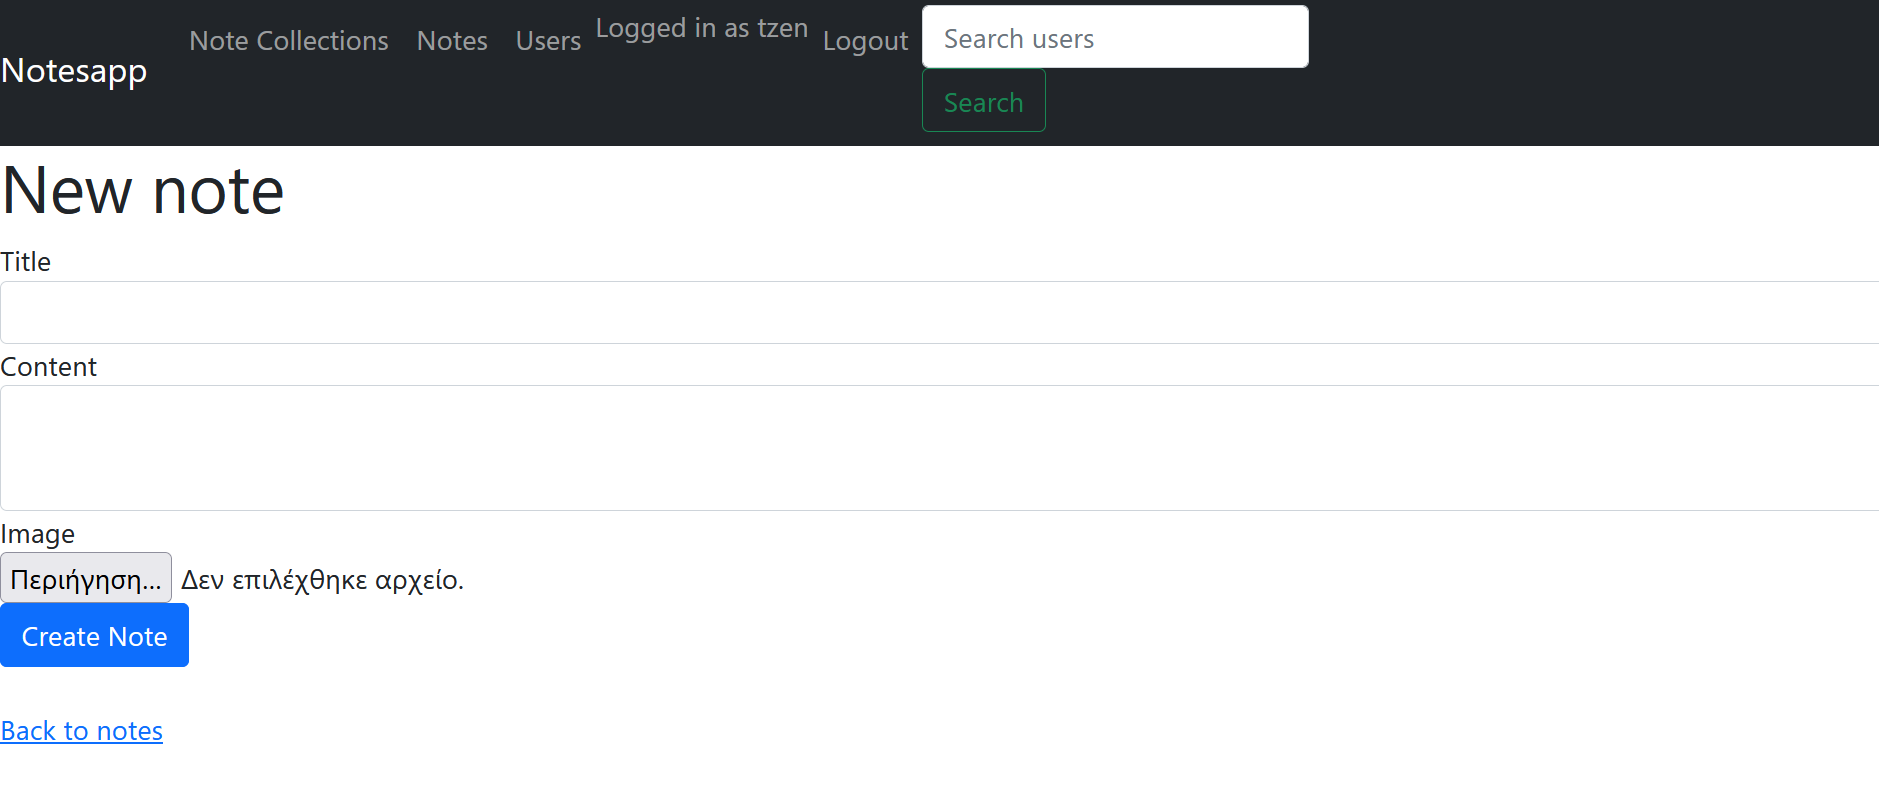 Notesapp Note Collections Notes Users Logged in as tzen Logout Search users
Search
New note
Title
Content
Image
Περιήγηση... Δεν επιλέχθηκε αρχείο.
Create Note
Back to notes